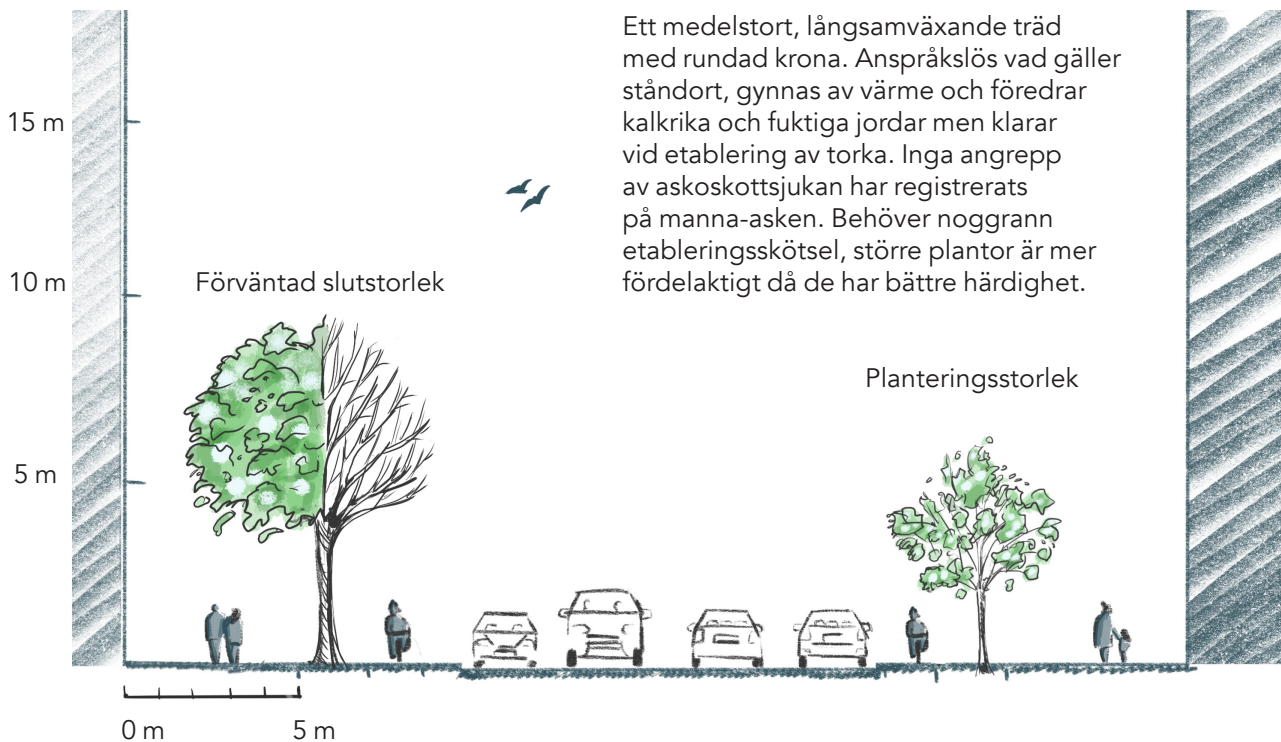 Ett medelstort, långsamväxande träd
med rundad krona. Anspråkslös vad gäller
ståndort, gynnas av värme och föredrar
kalkrika och fuktiga jordar men klarar
vid etablering av torka. Inga angrepp
av askoskottsjukan har registrerats
på manna-asken. Behöver noggrann
etableringsskötsel, större plantor är mer
fördelaktigt då de har bättre härdighet.
15 m
10 m
Förväntad slutstorlek
Planteringsstorlek
5 m
0 m
5 m